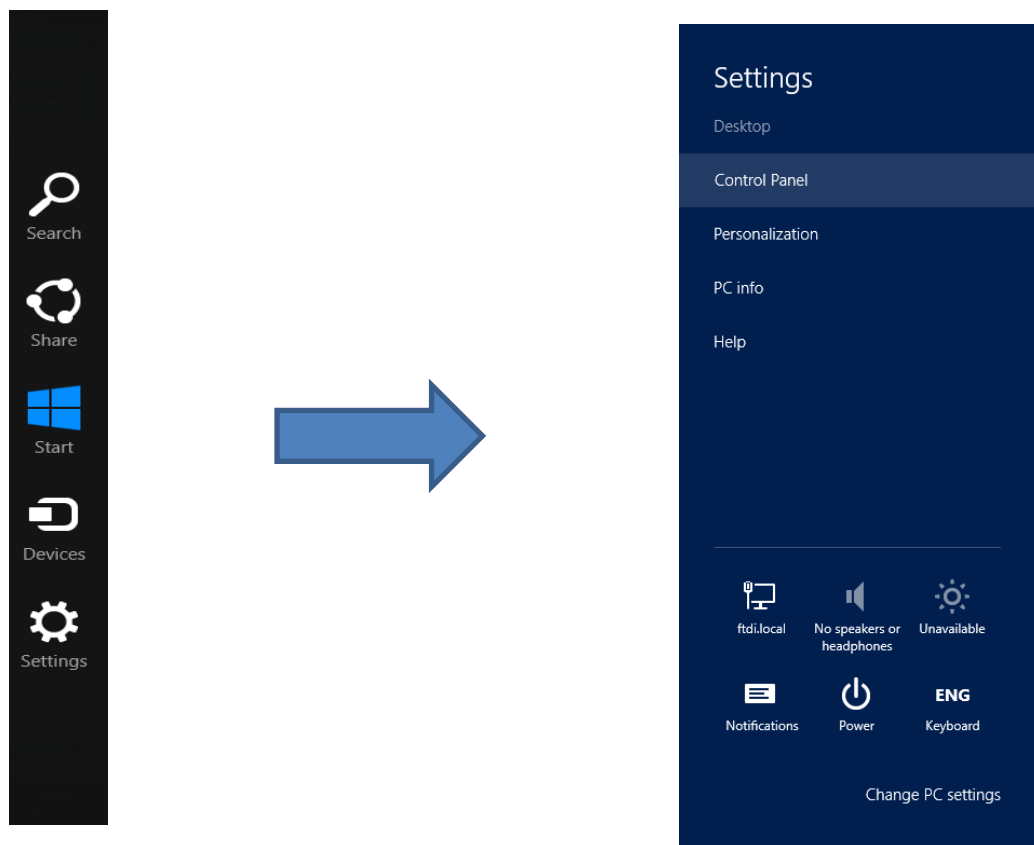 Search
Share
Start
Devices
Settings
Settings
Desktop
Control Panel
Personalization
PC info
Help
ftdi.local
No speakers or
headphones
Unavailable
Notifications
Power
ENG
Keyboard
Change PC settings